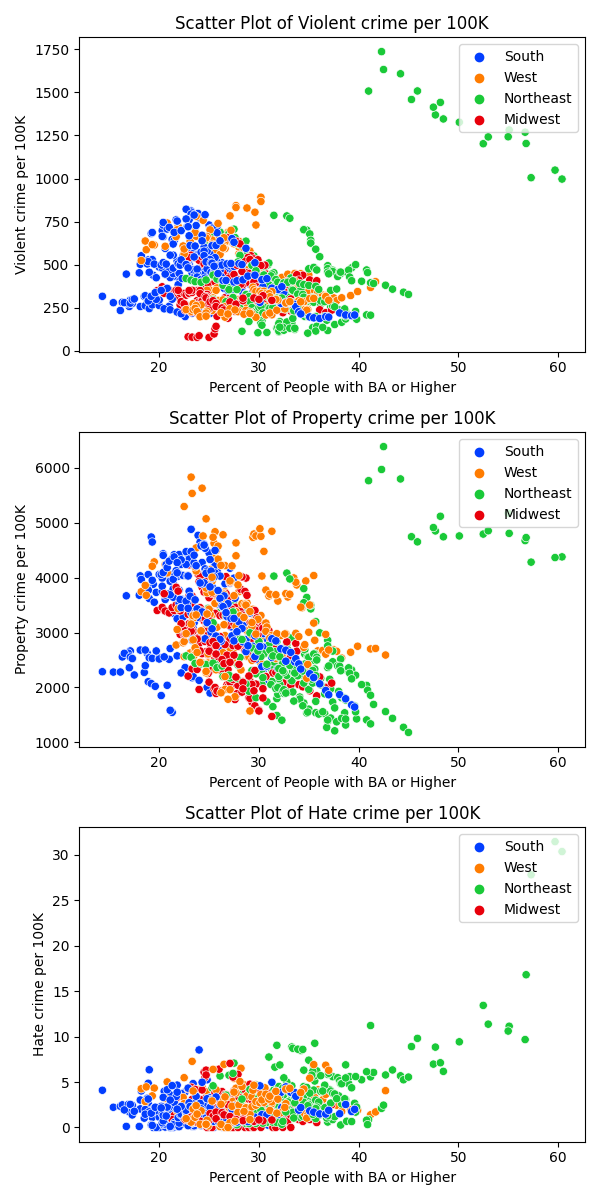 Scatter Plot of Violent crime per 100K
Violent crime per 100K
1750
1500
1250
1000
750
500
250
0
South
West
Northeast
Midwest
20 30 40 50 60
Percent of People with BA or Higher
Scatter Plot of Property crime per 100K
Property crime per 100K
6000
5000
4000
3000
2000
1000
South
West
Northeast
Midwest
20 30 40 50 60
Percent of People with BA or Higher
Scatter Plot of Hate crime per 100K
Hate crime per 100K
30
25
20
15
10
5
0
South
West
Northeast
Midwest
20 30 40 50 60
Percent of People with BA or Higher